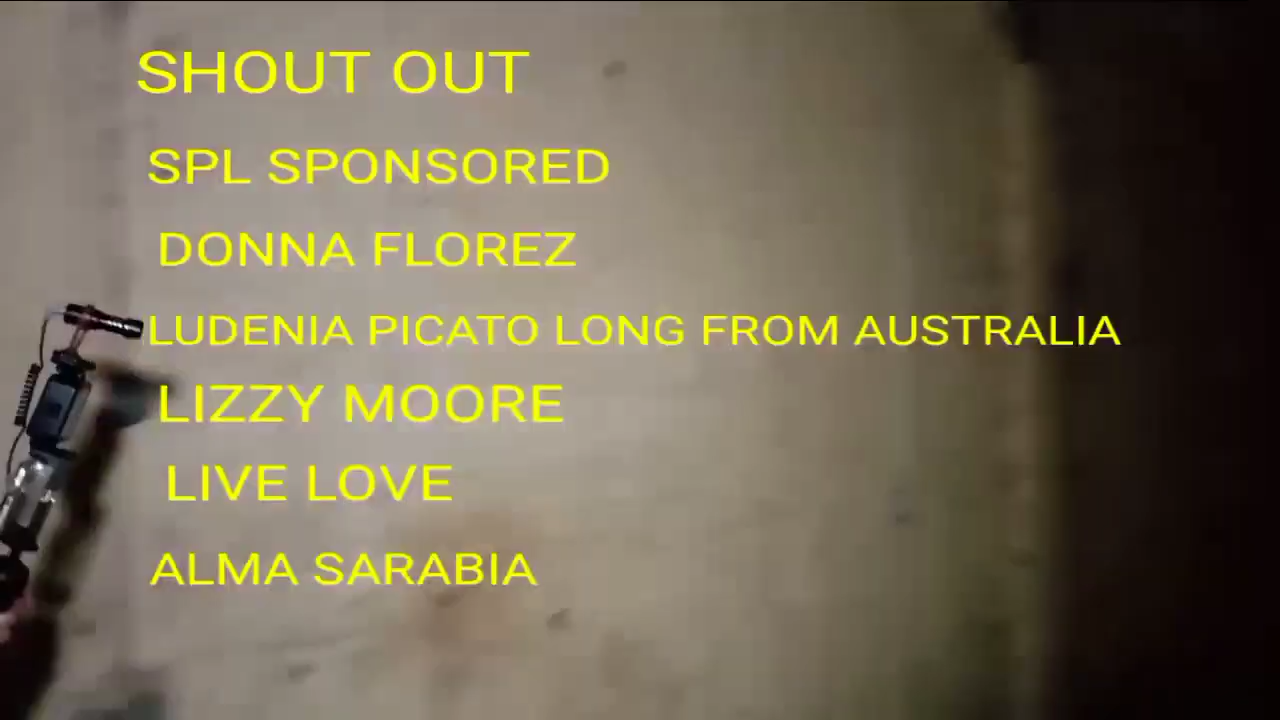 SHOUT OUT
SPL SPONSORED
DONNA FLOREZ
LUDENIA PICATO LONG FROM AUSTRALIA
LIZZY MOORE
LIVE LOVE
ALMA SARABIA